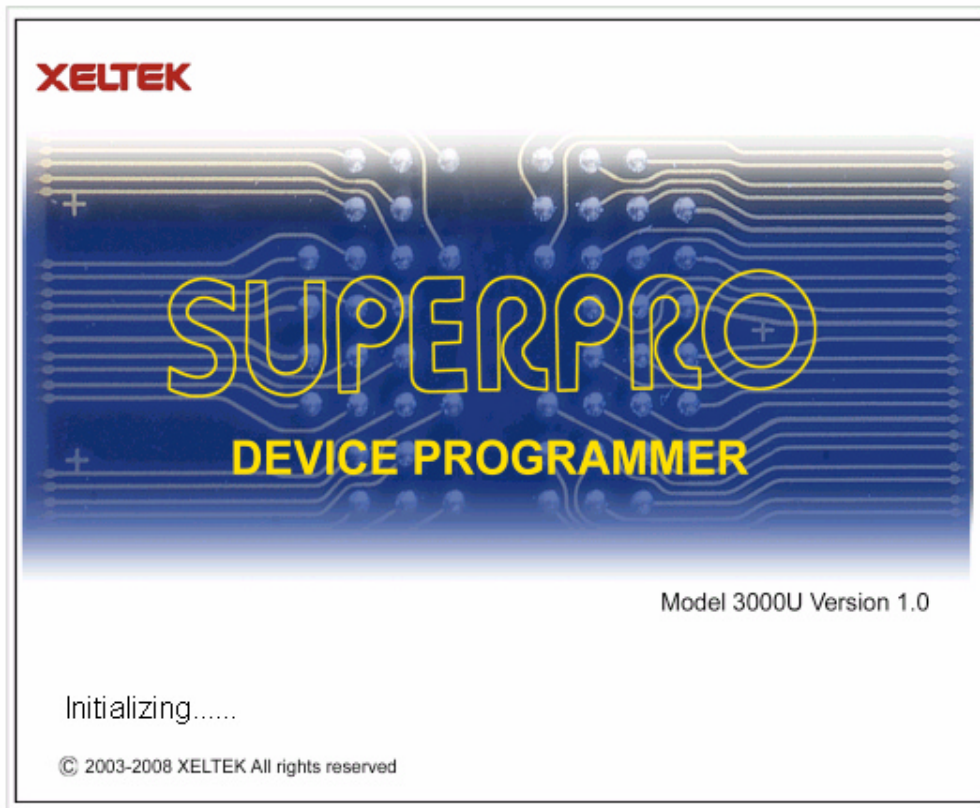 XELTEK
SUPERPRO
DEVICE PROGRAMMER
Model 3000U Version 1.0
Initializing......
© 2003-2008 XELTEK All rights reserved